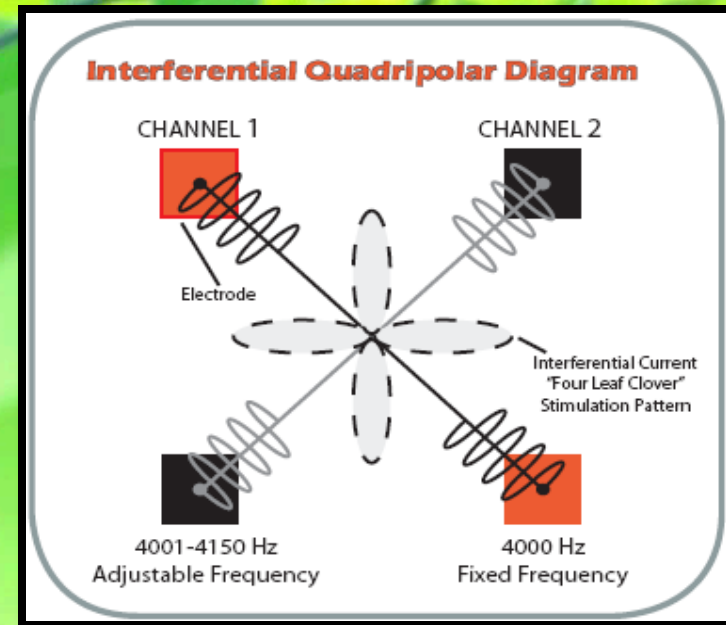 Interferential Quadripolar Diagram
CHANNEL 1
CHANNEL 2
Electrode
Interferential Current
"Four Leaf Clover"
Stimulation Pattern
4001-4150 Hz
Adjustable Frequency
4000 Hz
Fixed Frequency